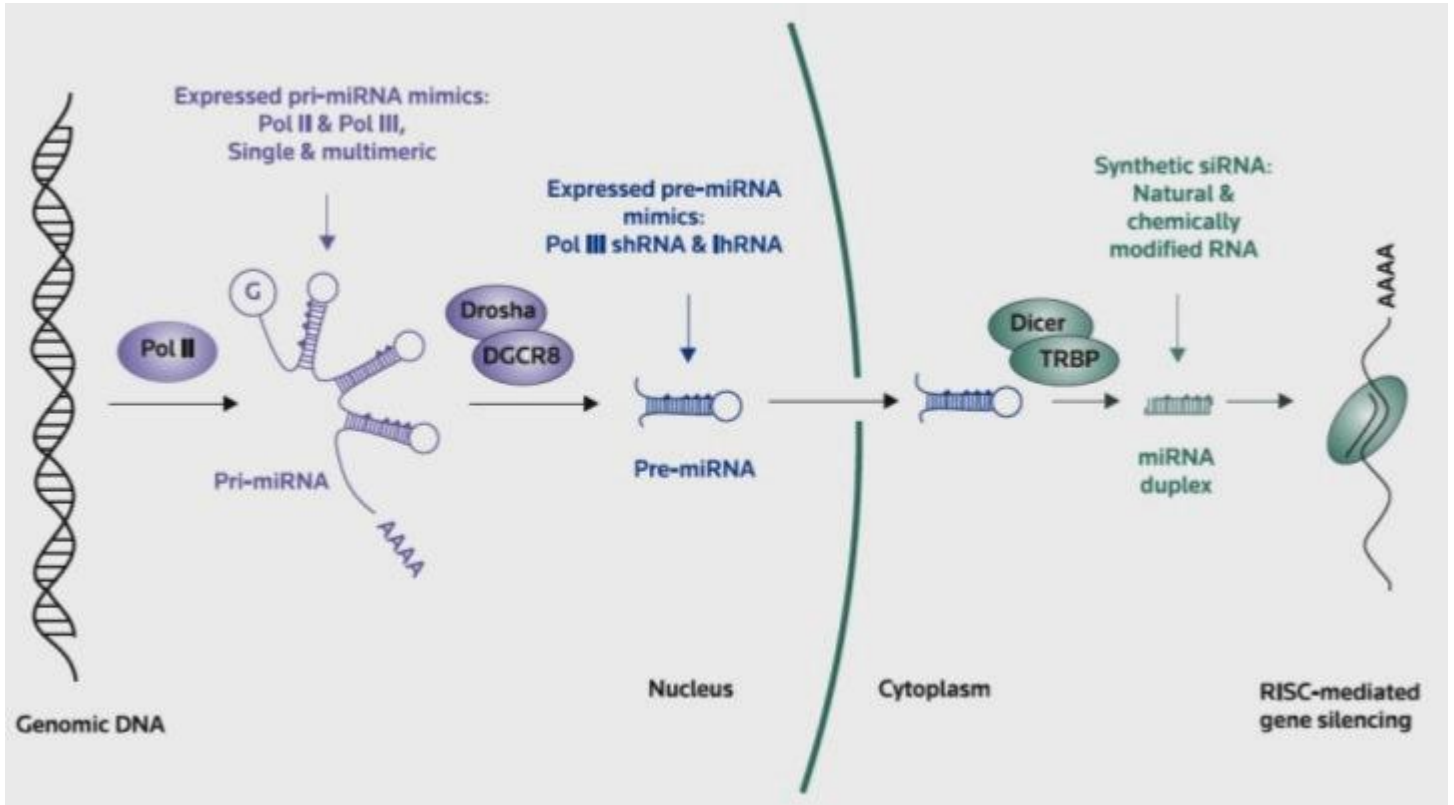 Expressed pri-miRNA mimics:
Pol II & Pol III,
Single & multimeric
Expressed pre-miRNA
mimics:
Pol III shRNA & lhRNA
Synthetic siRNA:
Natural &
chemically
modified RNA
AAAA
G
Pol II
Drosha
DGCR8
Dicer
TRBP
Pri-miRNA
Pre-miRNA
miRNA
duplex
AAAA
Nucleus
Cytoplasm
RISC-mediated
gene silencing
Genomic DNA